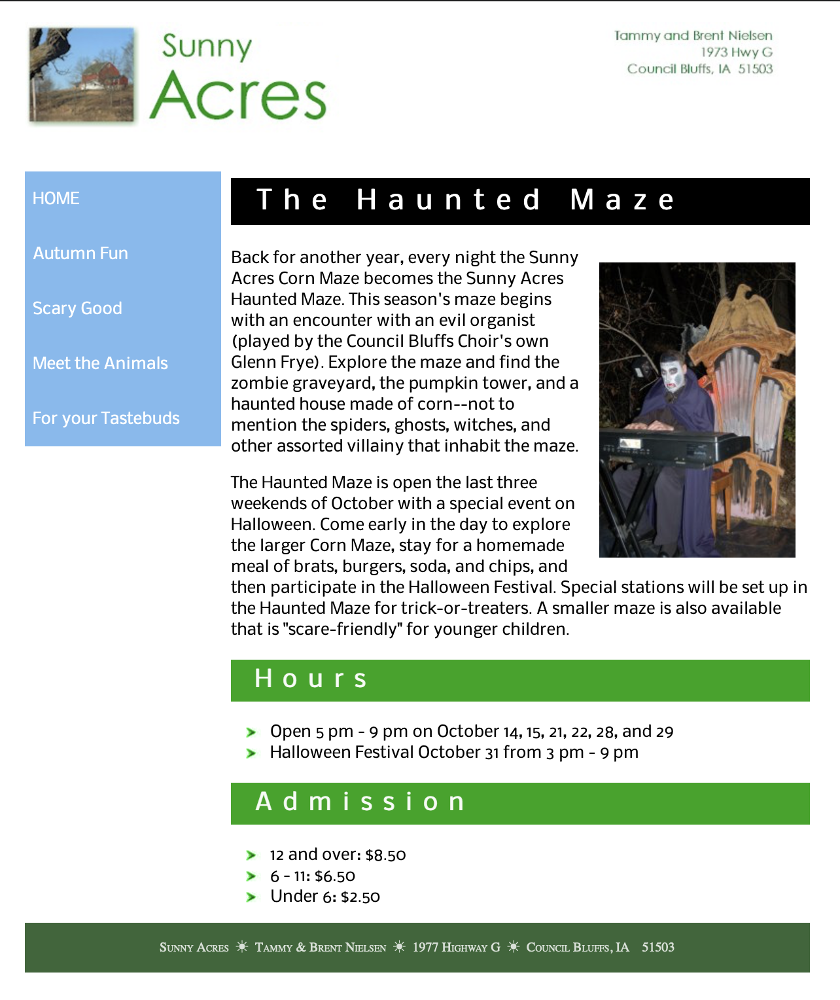 Sunny
Acres
Tammy and Brent Nielsen
1973 Hwy G
Council Bluffs, IA 51503
HOME
Autumn Fun
Scary Good
Meet the Animals
For your Tastebuds
The Haunted Maze
Back for another year, every night the Sunny
Acres Corn Maze becomes the Sunny Acres
Haunted Maze. This season's maze begins
with an encounter with an evil organist
(played by the Council Bluffs Choir's own
Glenn Frye). Explore the maze and find the
zombie graveyard, the pumpkin tower, and a
haunted house made of corn--not to
mention the spiders, ghosts, witches, and
other assorted villainy that inhabit the maze.
The Haunted Maze is open the last three
weekends of October with a special event on
Halloween. Come early in the day to explore
the larger Corn Maze, stay for a homemade
meal of brats, burgers, soda, and chips, and
then participate in the Halloween Festival. Special stations will be set up in
the Haunted Maze for trick-or-treaters. A smaller maze is also available
that is "scare-friendly" for younger children.
Hours
Open 5 pm - 9 pm on October 14, 15, 21, 22, 28, and 29
Halloween Festival October 31 from 3 pm - 9 pm
Admission
12 and over: $8.50
6 - 11: $6.50
Under 6: $2.50
Sunny Acres ☀ Tammy & Brent Nielsen ☀ 1977 Highway G ☀ Council Bluffs, IA 51503